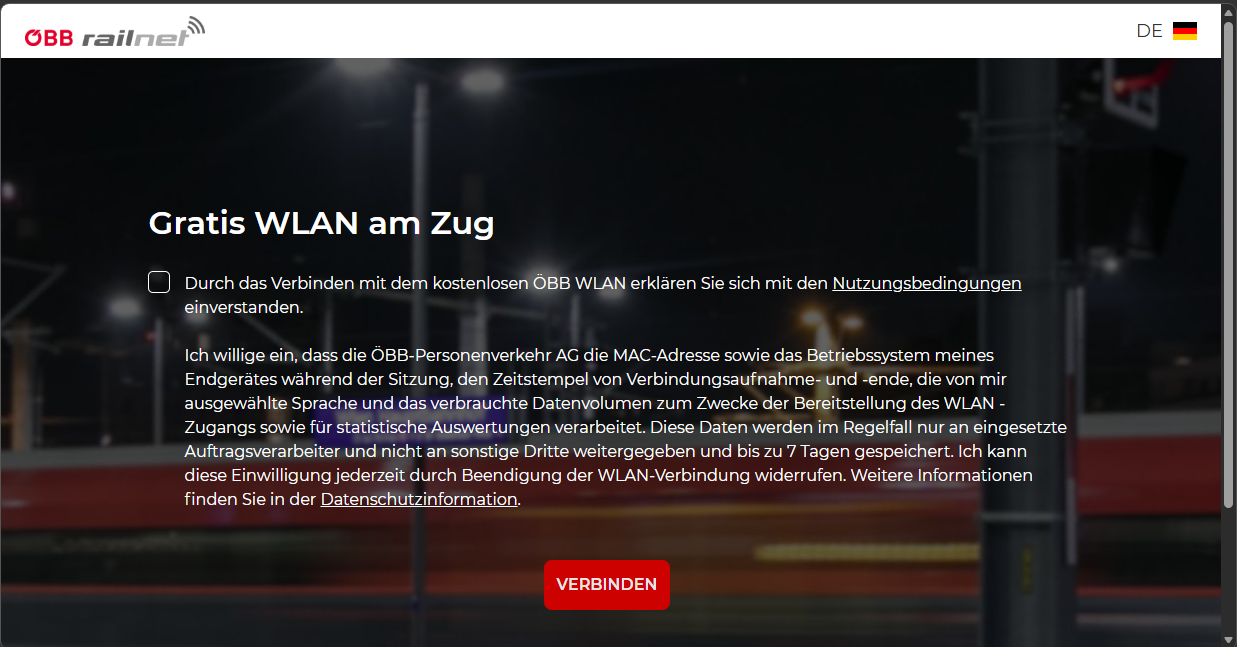 ÖBB railnet
DE
Gratis WLAN am Zug
Durch das Verbinden mit dem kostenlosen ÖBB WLAN erklären Sie sich mit den Nutzungsbedingungen
einverstanden.
Ich willige ein, dass die ÖBB-Personenverkehr AG die MAC-Adresse sowie das Betriebssystem meines
Endgerätes während der Sitzung, den Zeitstempel von Verbindungsaufnahme- und -ende, die von mir
ausgewählte Sprache und das verbrauchte Datenvolumen zum Zwecke der Bereitstellung des WLAN -
Zugangs sowie für statistische Auswertungen verarbeitet. Diese Daten werden im Regelfall nur an eingesetzte
Auftragsverarbeiter und nicht an sonstige Dritte weitergegeben und bis zu 7 Tagen gespeichert. Ich kann
diese Einwilligung jederzeit durch Beendigung der WLAN-Verbindung widerrufen. Weitere Informationen
finden Sie in der Datenschutzinformation.
VERBINDEN